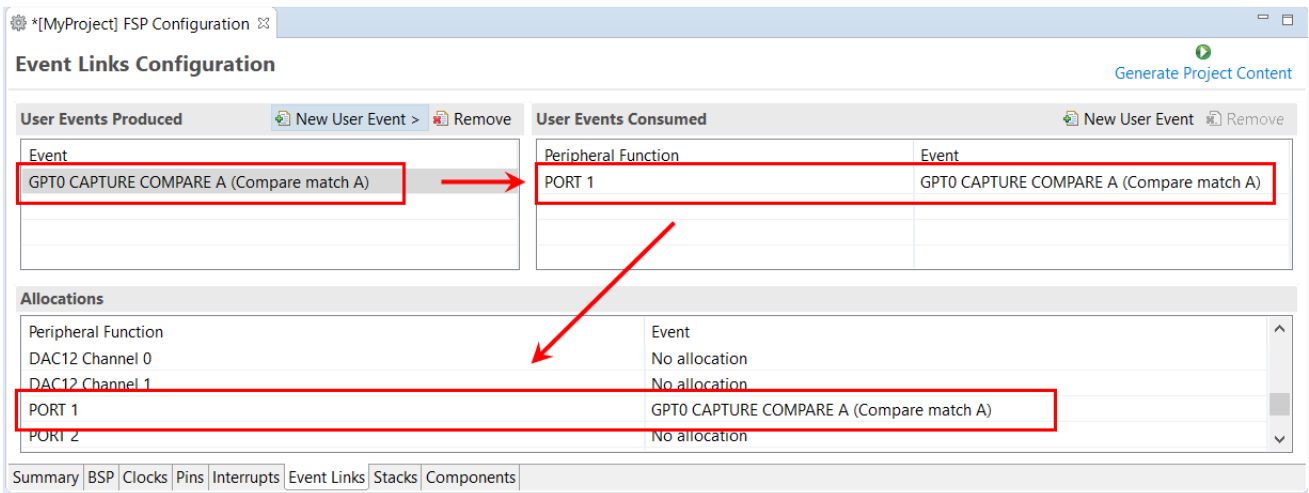 *[MyProject] FSP Configuration
Event Links Configuration
Generate Project Content
User Events Produced New User Event > Remove
User Events Consumed New User Event Remove
Event
GPT0 CAPTURE COMPARE A (Compare match A)
Peripheral Function Event
PORT 1 GPT0 CAPTURE COMPARE A (Compare match A)
Allocations
Peripheral Function Event
DAC12 Channel 0 No allocation
DAC12 Channel 1 No allocation
PORT 1 GPT0 CAPTURE COMPARE A (Compare match A)
PORT 2 No allocation
Summary BSP Clocks Pins Interrupts Event Links Stacks Components